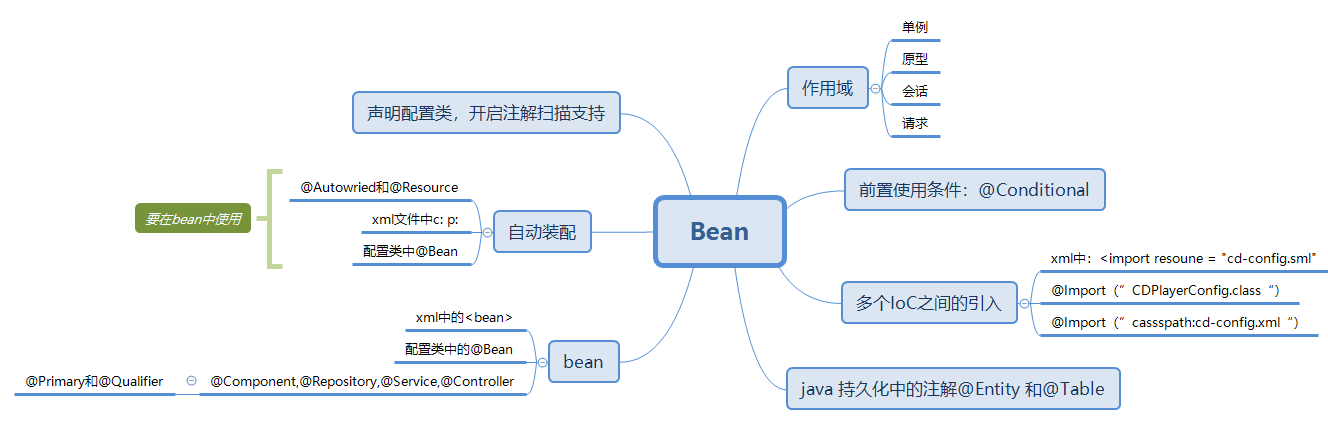 Bean
作用域
单例
原型
会话
请求
前置使用条件：@Conditional
多个IoC之间的引入
xml中：<import resoune = "cd-config.sml"
@Import（”CDPlayerConfig.class“）
@Import（”cassspath:cd-config.xml“）
java 持久化中的注解@Entity 和@Table
声明配置类，开启注解扫描支持
自动装配
@Autowried和@Resource
xml文件中c: p:
配置类中@Bean
要在bean中使用
bean
xml中的<bean>
配置类中的@Bean
@Component,@Repository,@Service,@Controller
@Primary和@Qualifier